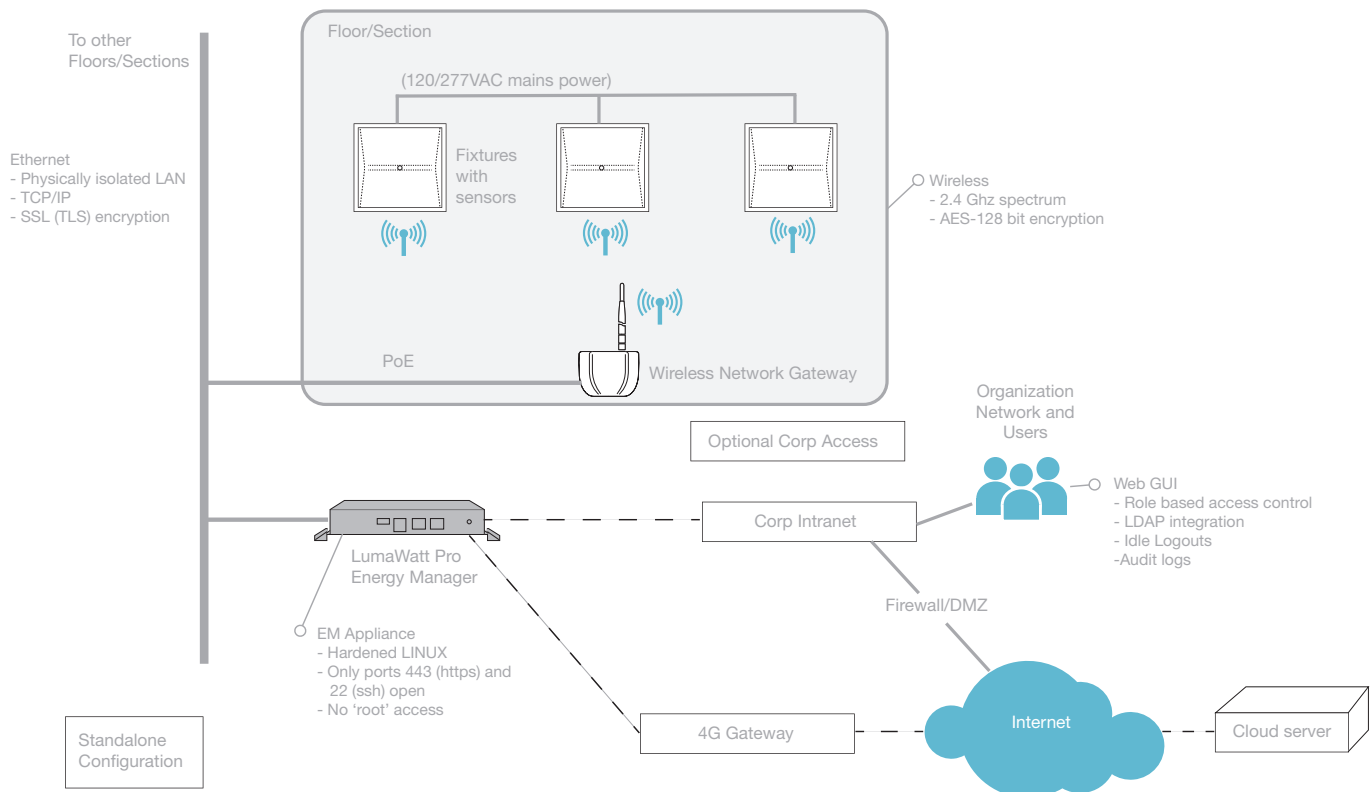 To other
Floors/Sections
Floor/Section
(120/277VAC mains power)
Ethernet
- Physically isolated LAN
- TCP/IP
- SSL (TLS) encryption
Fixtures
with
sensors
Wireless
- 2.4 Ghz spectrum
- AES-128 bit encryption
PoE
Wireless Network Gateway
Organization
Network and
Users
Optional Corp Access
Web GUI
- Role based access control
- LDAP integration
- Idle Logouts
-Audit logs
Corp Intranet
LumaWatt Pro
Energy Manager
Firewall/DMZ
EM Appliance
- Hardened LINUX
- Only ports 443 (https) and
22 (ssh) open
- No ‘root’ access
Standalone
Configuration
4G Gateway
Internet
Cloud server